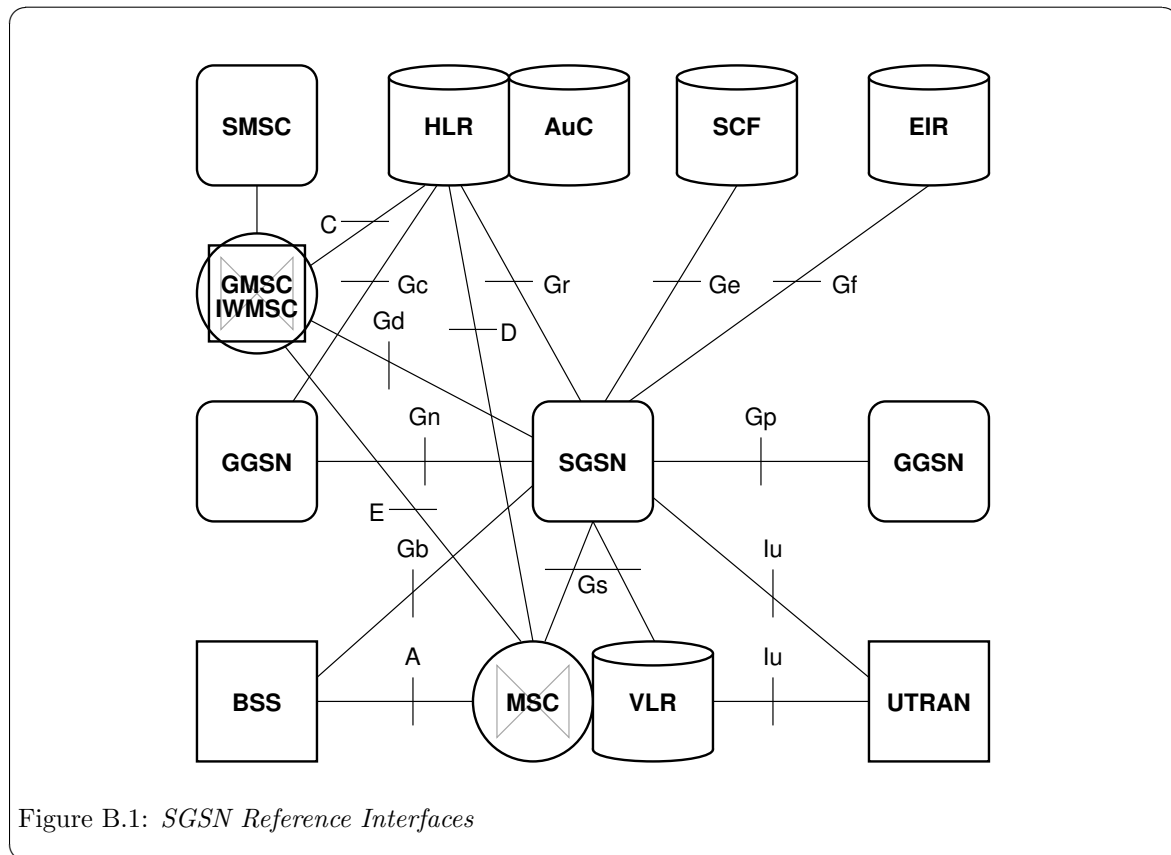 SMSC
HLR
AuC
SCF
EIR
C
GMSC
IWMSC
Gc
Gr
Ge
Gf
Gd
D
Gn
Gp
GGSN
SGSN
GGSN
E
Gb
Gs
Iu
A
Iu
BSS
MSC
VLR
UTRAN
Figure B.1: SGSN Reference Interfaces